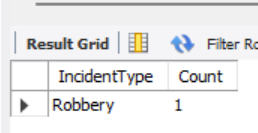 Result Grid Filter Ro
IncidentType Count
Robbery 1